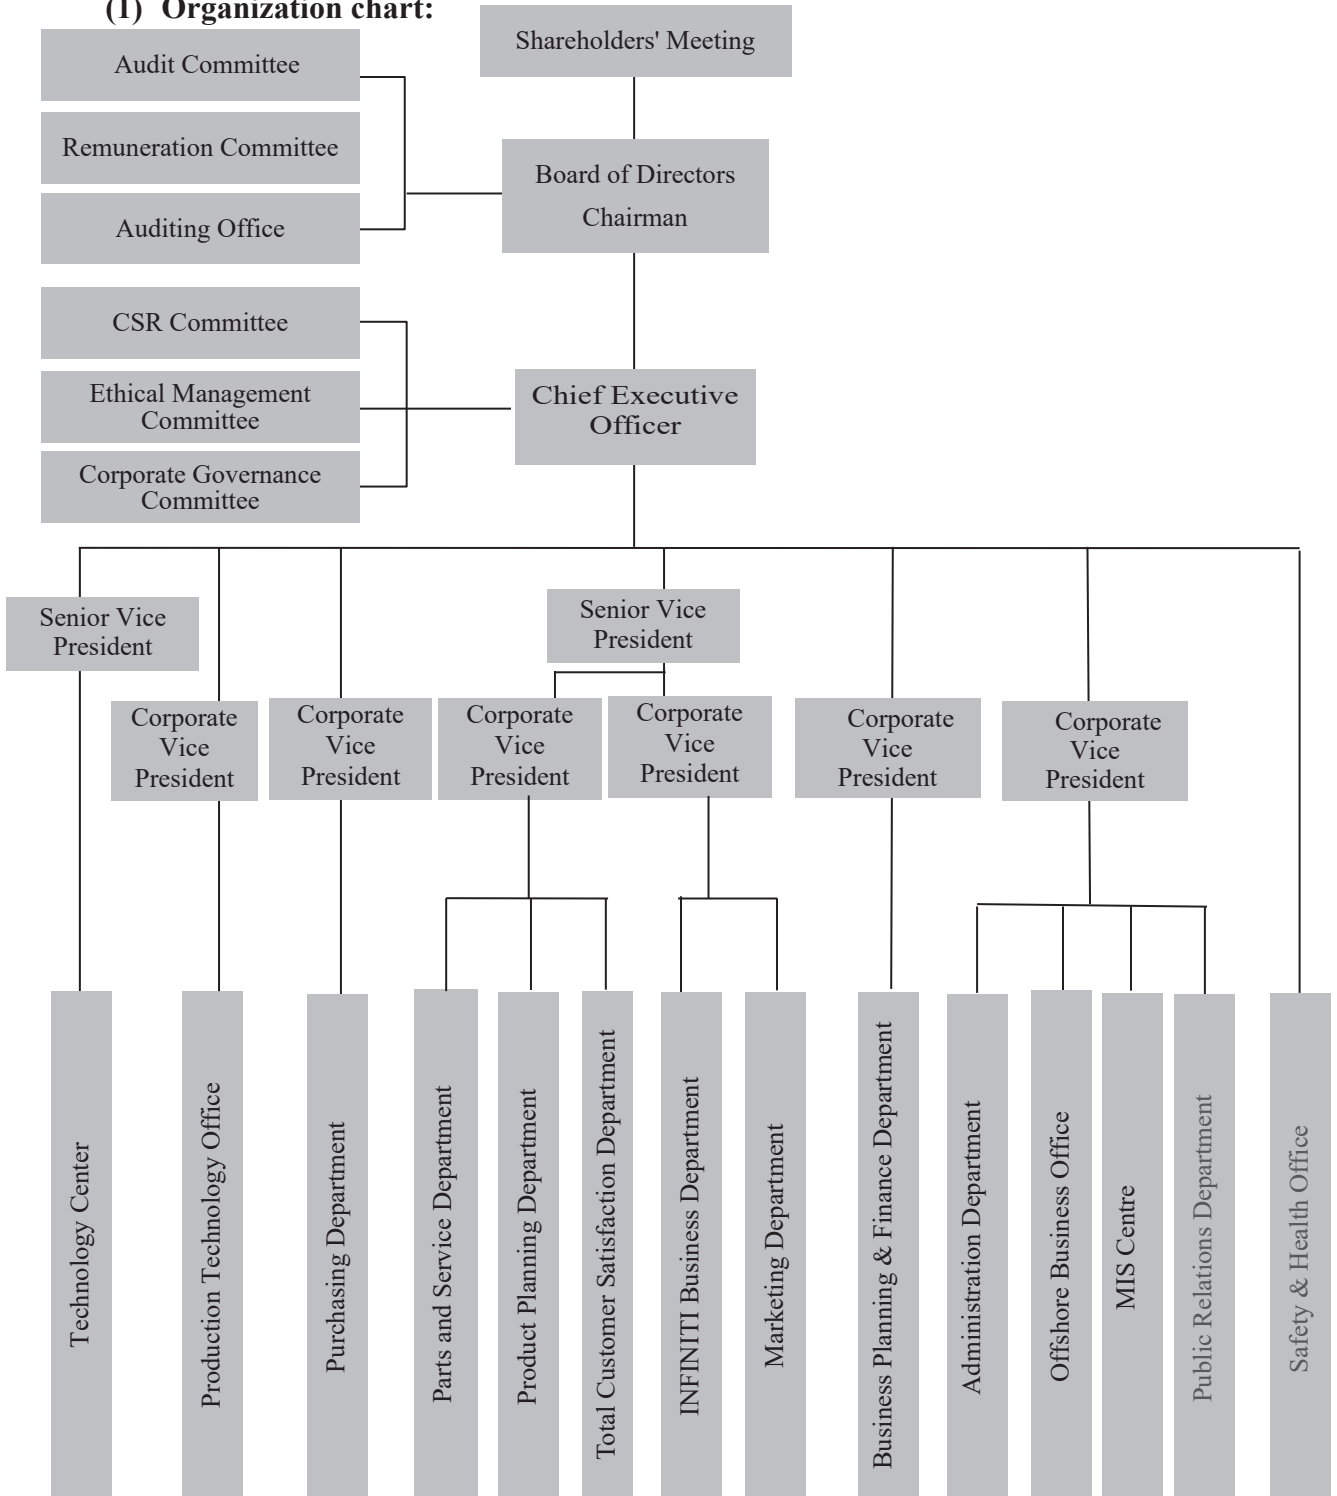 (1) Organization chart:
Shareholders' Meeting
Audit Committee
Remuneration Committee
Auditing Office
Board of Directors
Chairman
CSR Committee
Ethical Management
Committee
Corporate Governance
Committee
Chief Executive
Officer
Senior Vice
President
Senior Vice
President
Corporate
Vice
President
Corporate
Vice
President
Corporate
Vice
President
Corporate
Vice
President
Corporate
Vice
President
Corporate
Vice
President
Technology Center
Production Technology Office
Purchasing Department
Parts and Service Department
Product Planning Department
Total Customer Satisfaction Department
INFINITI Business Department
Marketing Department
Business Planning & Finance Department
Administration Department
Offshore Business Office
MIS Centre
Public Relations Department
Safety & Health Office